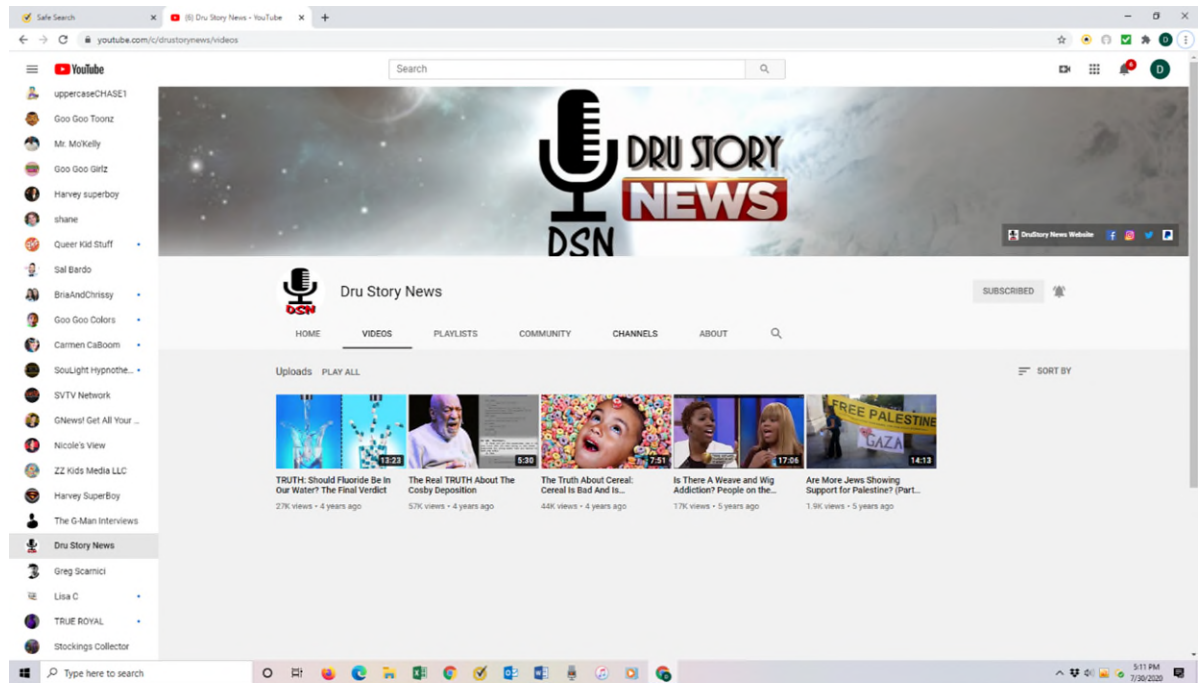 Safe Search
(6) Dru Story News - YouTube
youtube.com/c/drustorynews/videos
YouTube
Search
6
D
uppercaseCHASE1
Goo Goo Toonz
Mr. Mo'Kelly
Goo Goo Girlz
Harvey superboy
shane
Queer Kid Stuff
Sal Bardo
BriaAndChrissy
Goo Goo Colors
Carmen CaBoom
SouLight Hypnothe...
SVTV Network
GNews! Get All Your ...
Nicole's View
ZZ Kids Media LLC
Harvey SuperBoy
The G-Man Interviews
Dru Story News
Greg Scarnici
Lisa C
TRUE ROYAL
Stockings Collector
DRU STORY
NEWS
DSN
DruStory News Website
DSN
Dru Story News
SUBSCRIBED
HOME VIDEOS PLAYLISTS COMMUNITY CHANNELS ABOUT
Uploads PLAY ALL
SORT BY
13:23
TRUTH: Should Fluoride Be In
Our Water? The Final Verdict
27K views • 4 years ago
5:30
The Real TRUTH About The
Cosby Deposition
57K views • 4 years ago
7:51
The Truth About Cereal:
Cereal Is Bad And Is...
44K views • 4 years ago
17:06
Is There A Weave and Wig
Addiction? People on the...
17K views • 5 years ago
FREE PALESTINE
GAZA
14:13
Are More Jews Showing
Support for Palestine? (Part...
1.9K views • 5 years ago
Type here to search
5:11 PM
7/30/2020